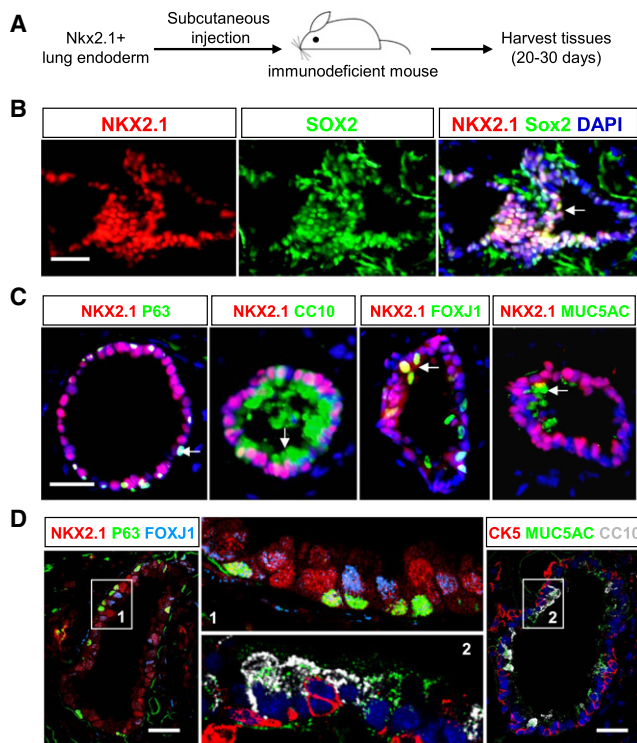 A
Nkx2.1+
lung endoderm
Subcutaneous
injection
immunodeficient mouse
Harvest tissues
(20-30 days)
B
NKX2.1
SOX2
NKX2.1 Sox2 DAPI
C
NKX2.1 P63
NKX2.1 CC10
NKX2.1 FOXJ1
NKX2.1 MUC5AC
D
NKX2.1 P63 FOXJ1
CK5 MUC5AC CC10
1
1
2
2